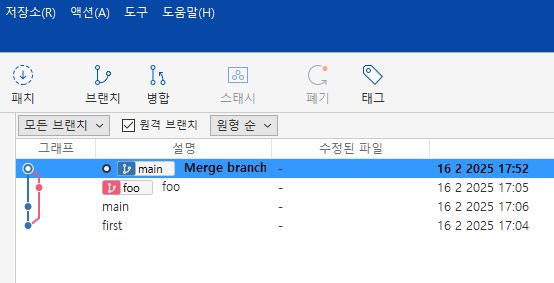 저장소(R) 액션(A) 도구 도움말(H)
패치 브랜치 병합 스태시 폐기 태그
모든 브랜치 원격 브랜치 원형 순
그래프 설명 수정된 파일
main Merge branch - 16 2 2025 17:52
foo foo - 16 2 2025 17:05
main - 16 2 2025 17:06
first - 16 2 2025 17:04